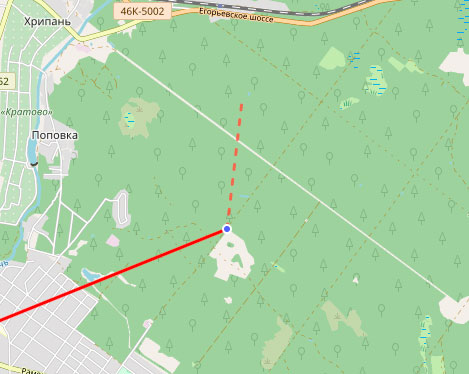 46К-5002
Егорьевское шоссе
Хрипань
«Кратово»
Поповка